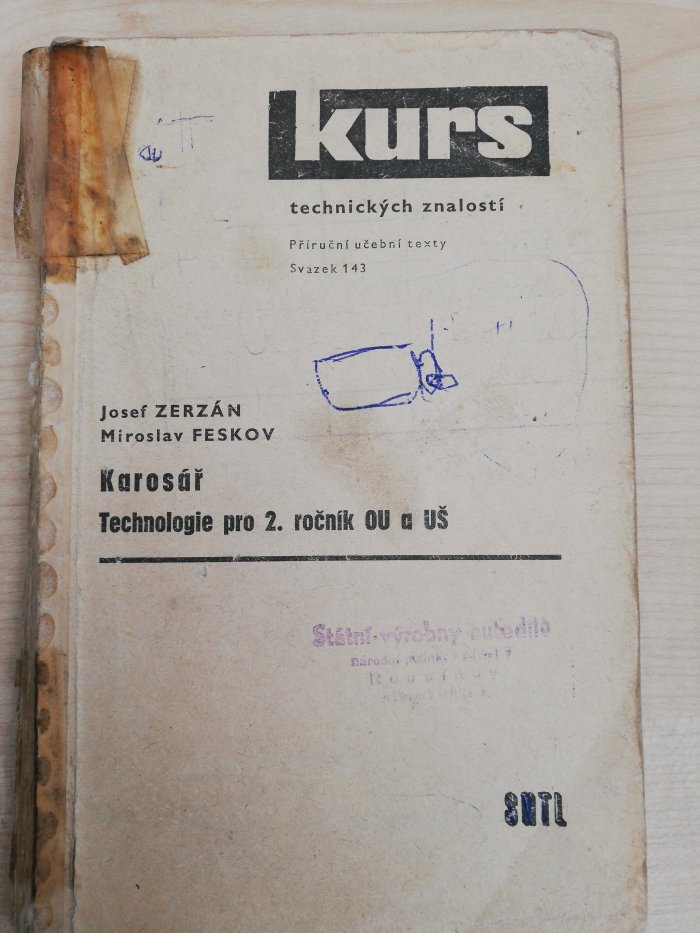 kurs
technických znalostí
Příruční učební texty
Svazek 143
Josef ZERZÁN
Miroslav FESKOV
Karosář
Technologie pro 2. ročník OU a UŠ
Státní výrobny autodílů
SNTL